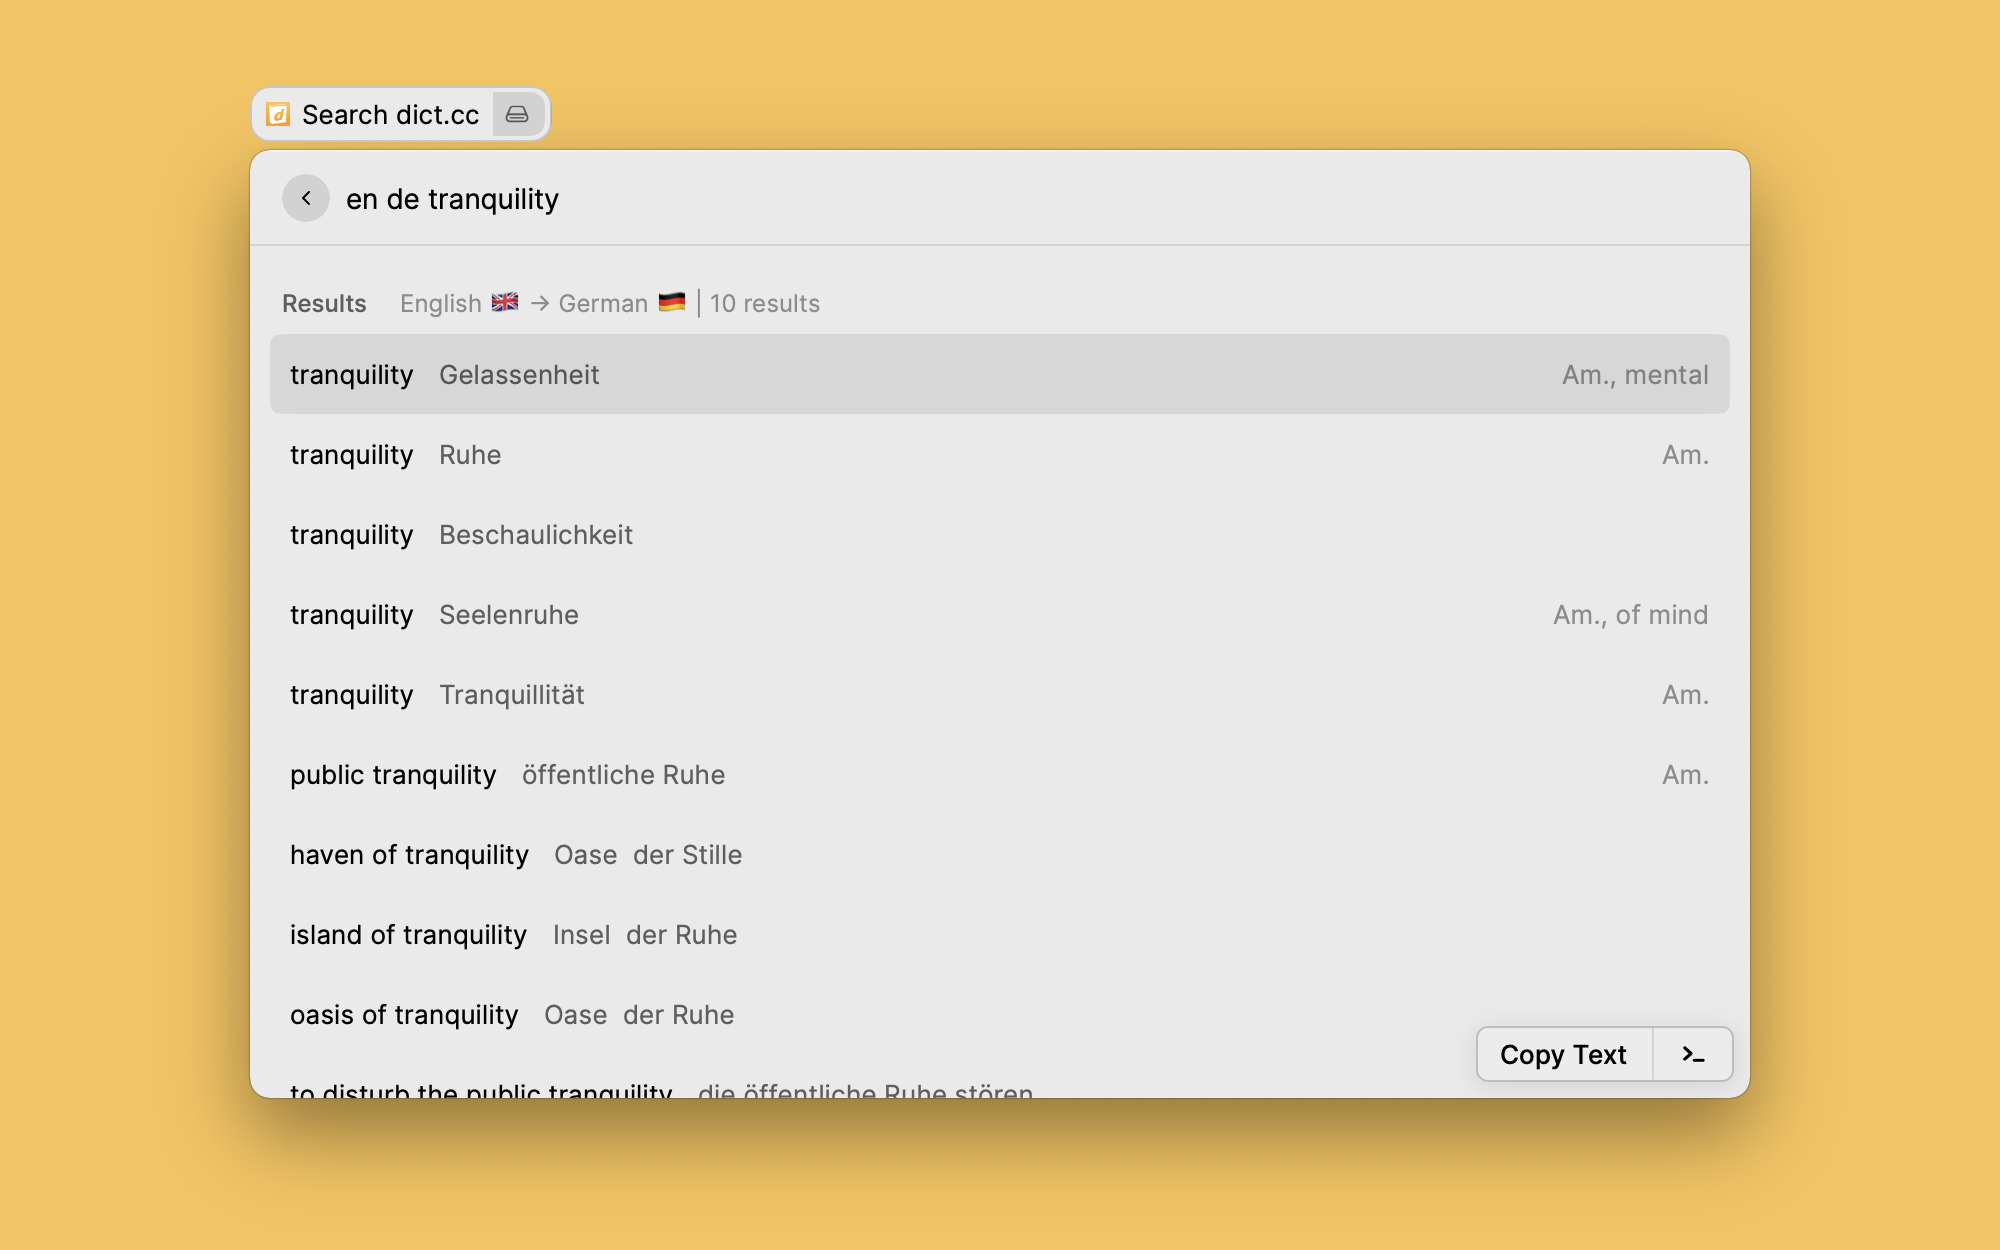 Search dict.cc
en de tranquility
Results English 🇬🇧 → German 🇩🇪 | 10 results
tranquility Gelassenheit Am., mental
tranquility Ruhe Am.
tranquility Beschaulichkeit
tranquility Seelenruhe Am., of mind
tranquility Tranquillität Am.
public tranquility öffentliche Ruhe Am.
haven of tranquility Oase der Stille
island of tranquility Insel der Ruhe
oasis of tranquility Oase der Ruhe
Copy Text >_
to disturb the public tranquility die öffentliche Ruhe stören